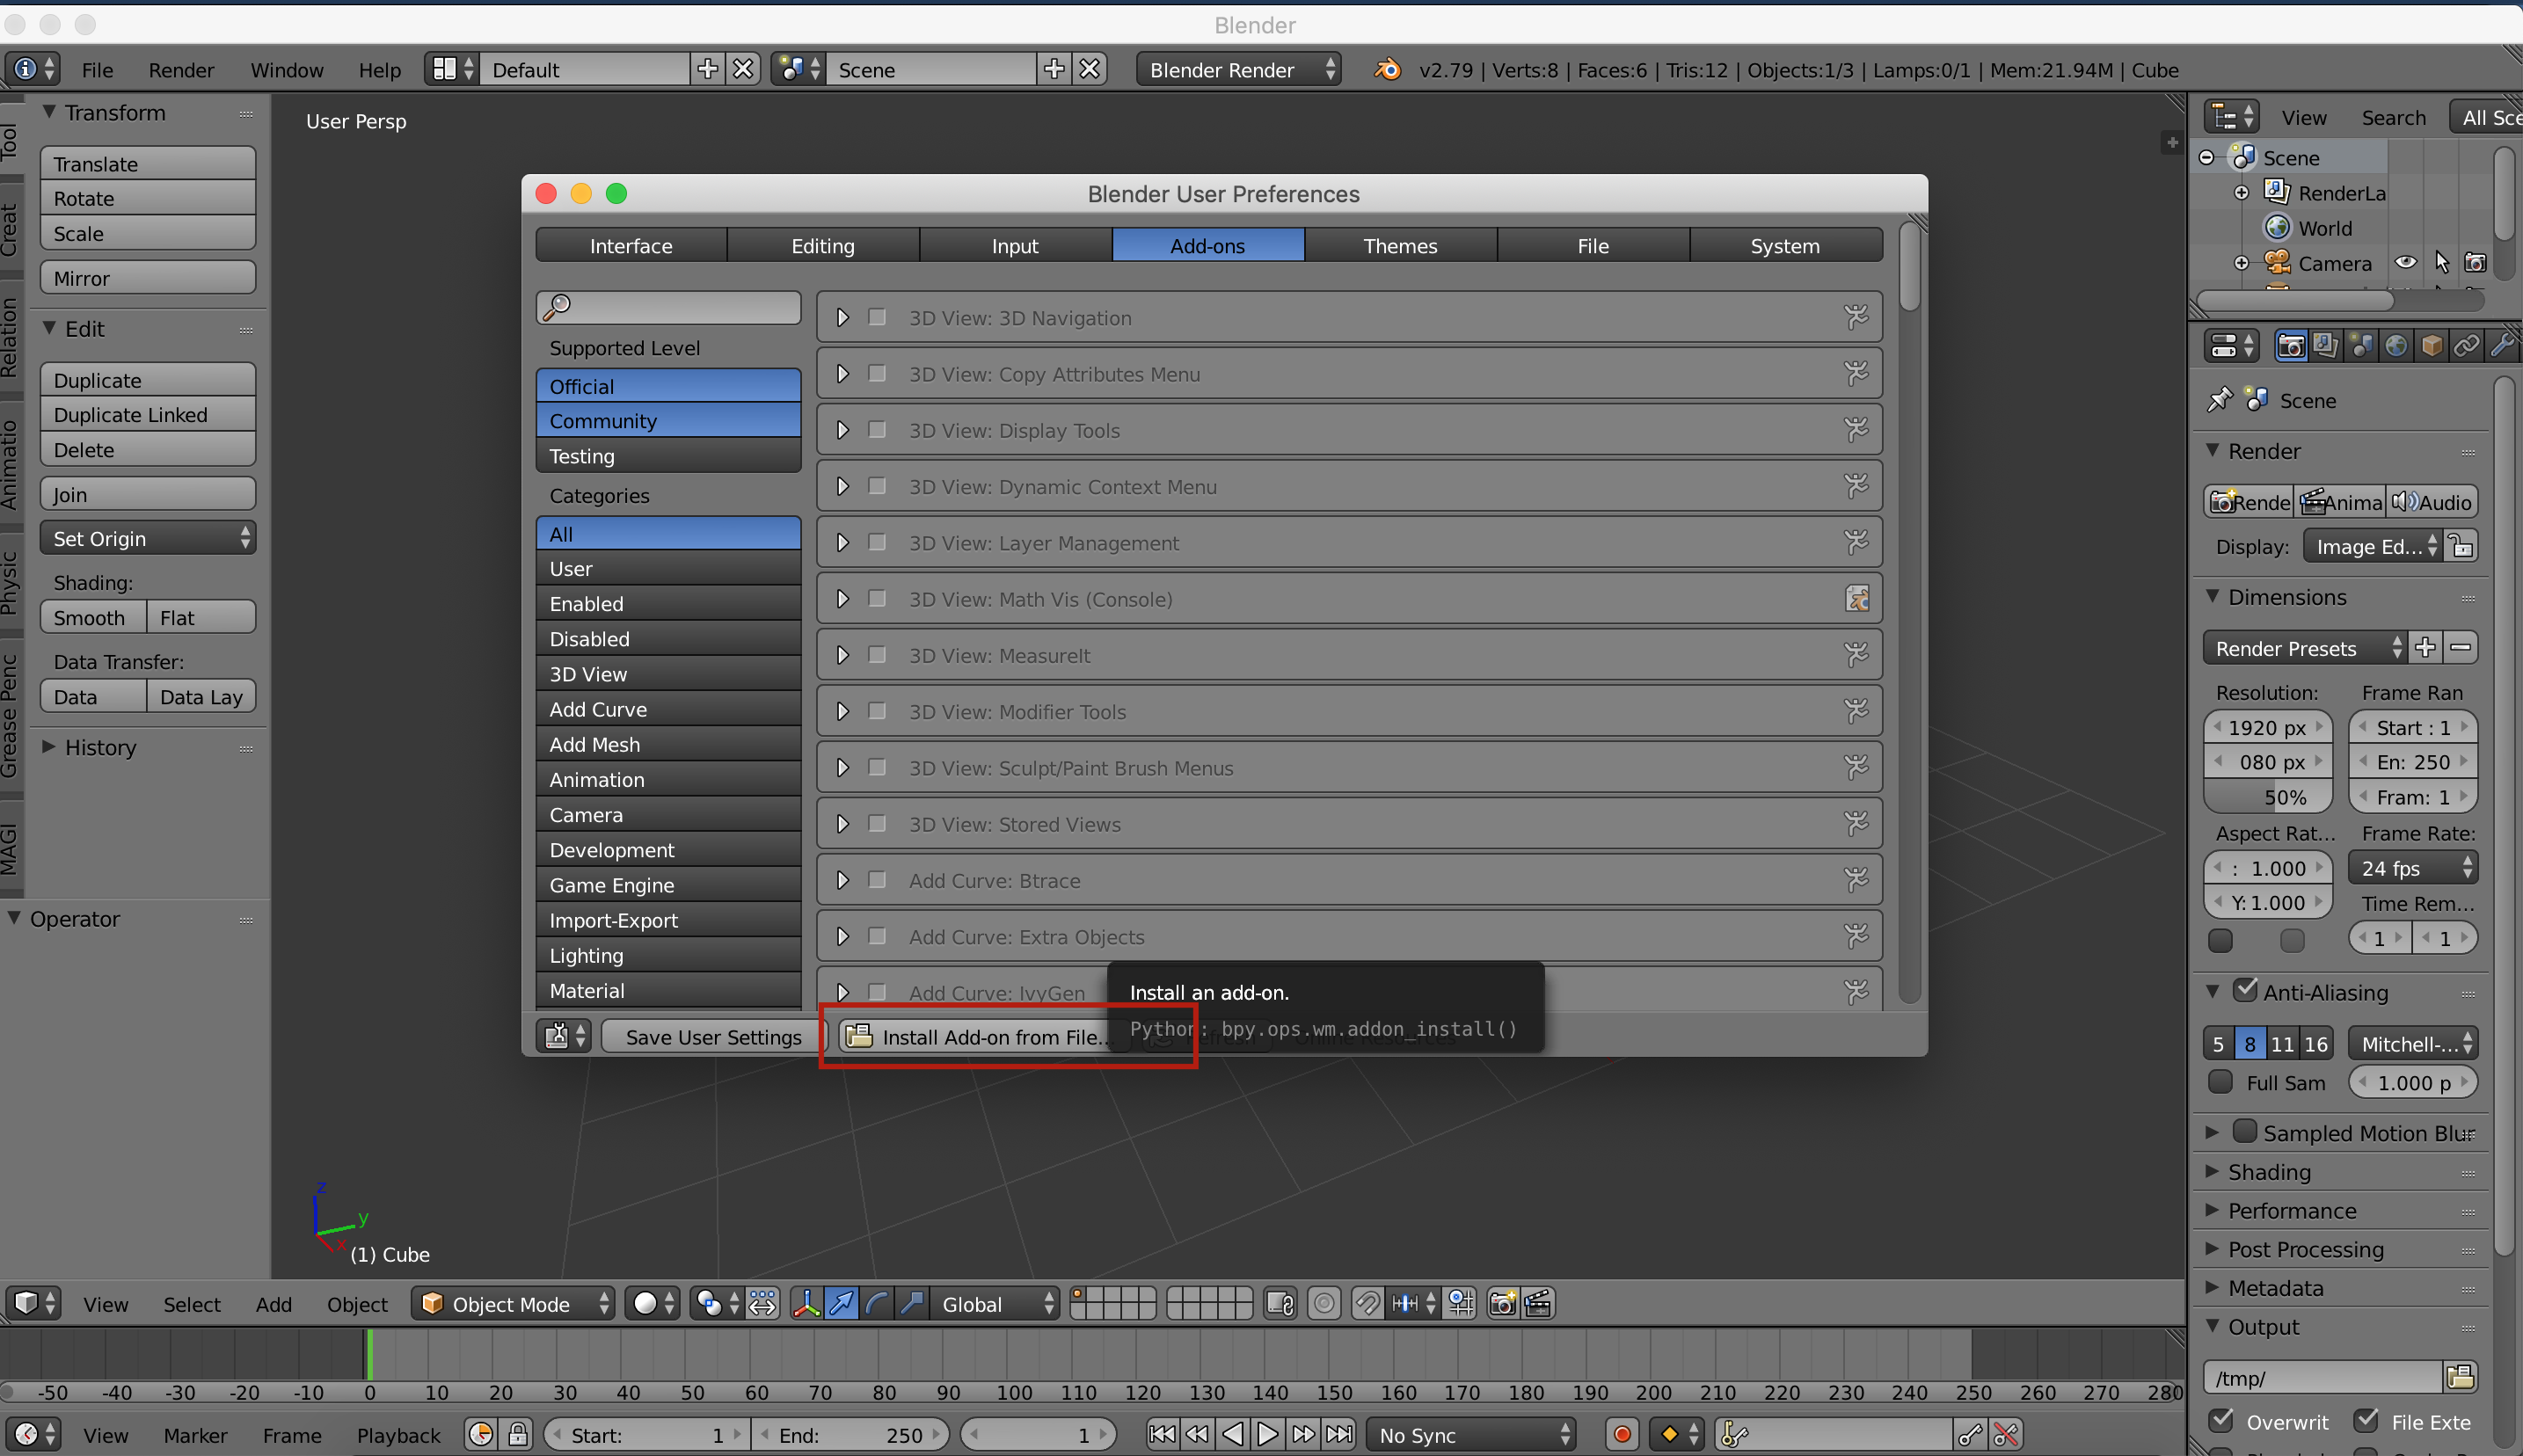 Blender
File Render Window Help Default Scene Blender Render v2.79 | Verts:8 | Faces:6 | Tris:12 | Objects:1/3 | Lamps:0/1 | Mem:21.94M | Cube
Tool
Creat
Relation
Animatio
Physic
Grease Penc
MAGI
Transform
Translate
Rotate
Scale
Mirror
Edit
Duplicate
Duplicate Linked
Delete
Join
Set Origin
Shading:
Smooth Flat
Data Transfer:
Data Data Lay
History
Operator
User Persp
Blender User Preferences
Interface Editing Input Add-ons Themes File System
Supported Level
Official
Community
Testing
Categories
All
User
Enabled
Disabled
3D View
Add Curve
Add Mesh
Animation
Camera
Development
Game Engine
Import-Export
Lighting
Material
3D View: 3D Navigation
3D View: Copy Attributes Menu
3D View: Display Tools
3D View: Dynamic Context Menu
3D View: Layer Management
3D View: Math Vis (Console)
3D View: MeasureIt
3D View: Modifier Tools
3D View: Sculpt/Paint Brush Menus
3D View: Stored Views
Add Curve: Btrace
Add Curve: Extra Objects
Add Curve: IvyGen
Install an add-on.
Python: bpy.ops.wm.addon_install()
Save User Settings Install Add-on from File...
z
y
x
(1) Cube
View Select Add Object Object Mode Global
-50 -40 -30 -20 -10 0 10 20 30 40 50 60 70 80 90 100 110 120 130 140 150 160 170 180 190 200 210 220 230 240 250 260 270 280
View Marker Frame Playback Start: 1 End: 250 1 No Sync
View Search All Sce
Scene
RenderLa
World
Camera
Scene
Render
Rende Anima Audio
Display: Image Ed...
Dimensions
Render Presets
Resolution: Frame Ran
1920 px Start : 1
080 px En: 250
50% Fram: 1
Aspect Rat... Frame Rate:
: 1.000 24 fps
Y: 1.000 Time Rem...
1 1
Anti-Aliasing
5 8 11 16 Mitchell-...
Full Sam 1.000 p
Sampled Motion Blur
Shading
Performance
Post Processing
Metadata
Output
/tmp/
Overwrit File Exte